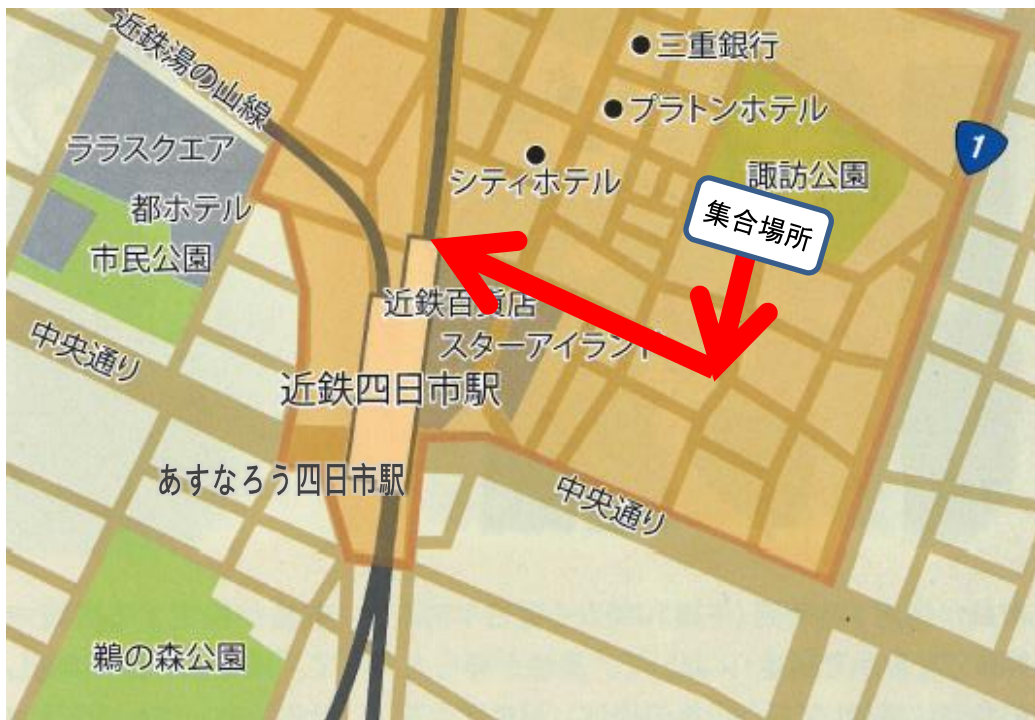 近鉄湯の山線
三重銀行
プラトンホテル
1
ララスクエア
シティホテル
諏訪公園
都ホテル
集合場所
市民公園
近鉄百貨店
スターアイランド
中央通り
近鉄四日市駅
あすなろう四日市駅
中央通り
鵜の森公園